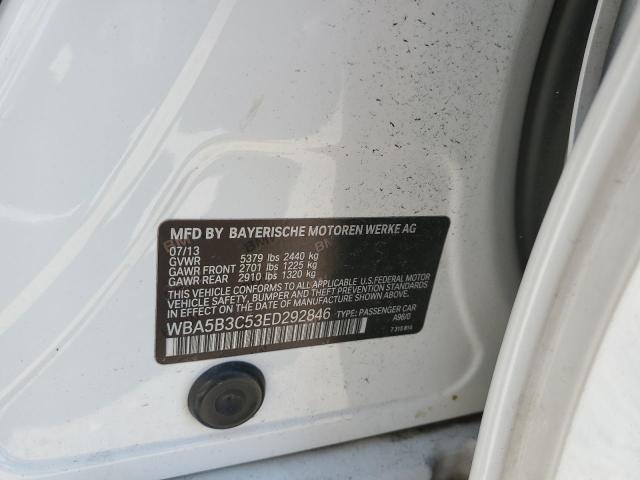 MFD BY BAYERISCHE MOTOREN WERKE AG
07/13
GVWR 5379 lbs 2440 kg
GAWR FRONT 2701 lbs 1225 kg
GAWR REAR 2910 lbs 1320 kg
THIS VEHICLE CONFORMS TO ALL APPLICABLE U.S. FEDERAL MOTOR
VEHICLE SAFETY, BUMPER, AND THEFT PREVENTION STANDARDS
IN EFFECT ON THE DATE OF MANUFACTURE SHOWN ABOVE.
WBA5B3C53ED292846 TYPE: PASSENGER CAR
A96/0